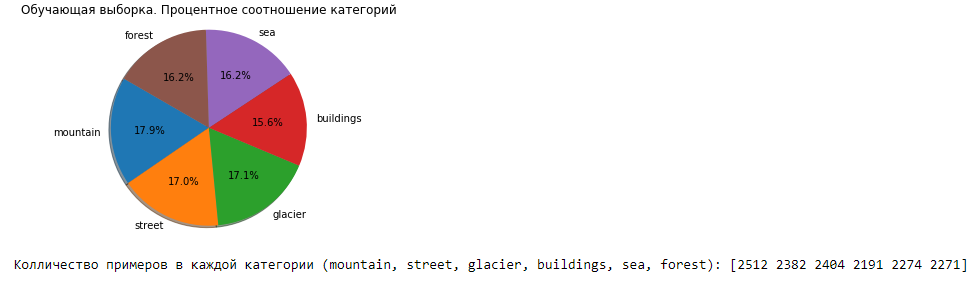 Обучающая выборка. Процентное соотношение категорий
forest
sea
16.2%
16.2%
mountain
17.9%
15.6%
buildings
17.0%
17.1%
street
glacier
Колличество примеров в каждой категории (mountain, street, glacier, buildings, sea, forest): [2512 2382 2404 2191 2274 2271]